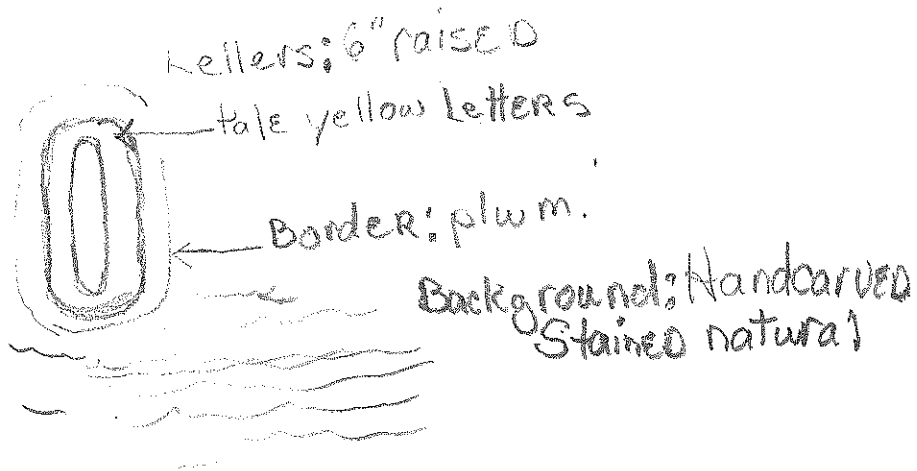 Letters: 6" raised
Pale yellow Letters
Border: plum.
Background: Handcarved
Stained natural